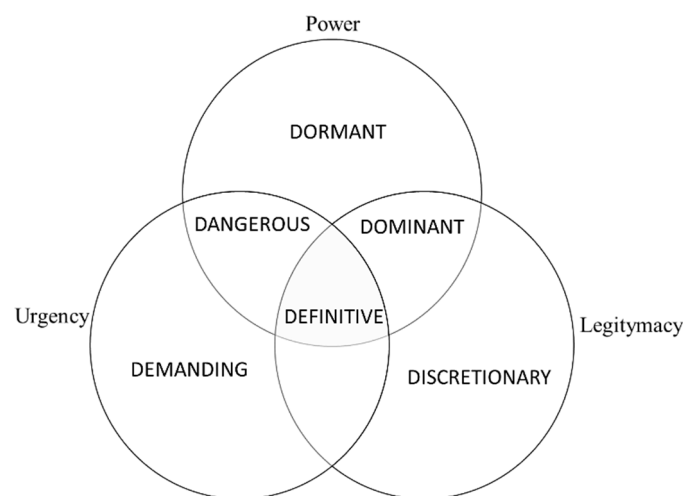 Power
DORMANT
DANGEROUS
DOMINANT
Urgency
DEFINITIVE
Legitymacy
DEMANDING
DISCRETIONARY